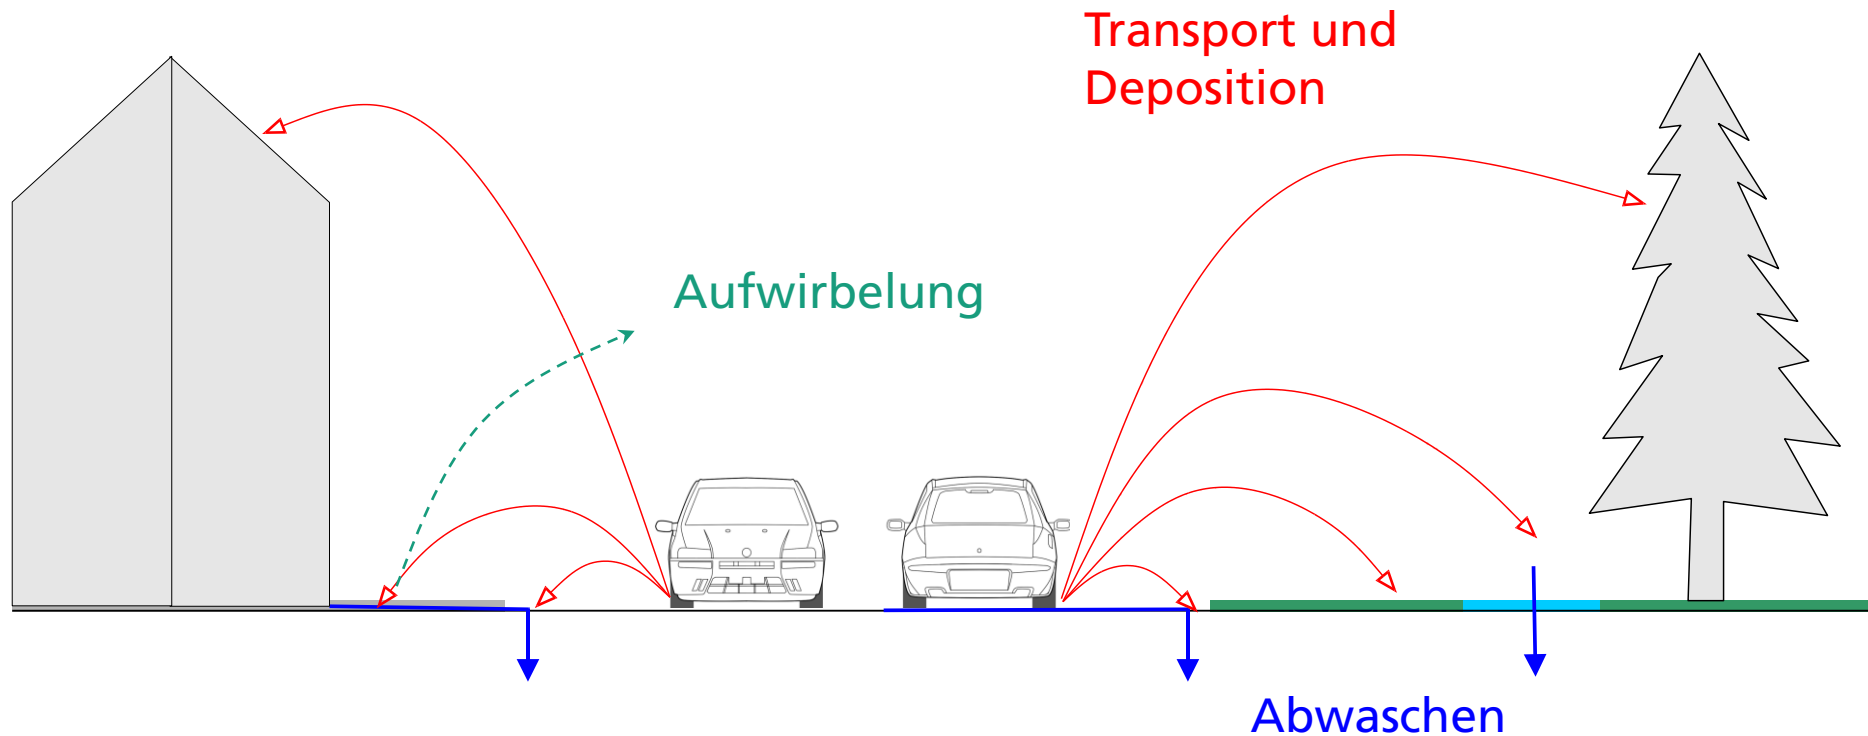 Transport und
Deposition
Aufwirbelung
Abwaschen